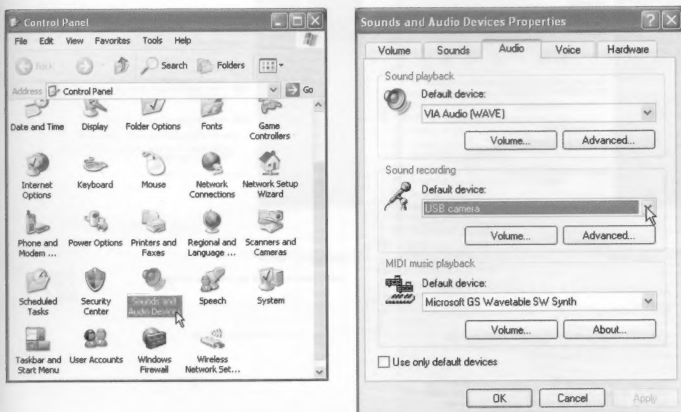 Control Panel
File Edit View Favorites Tools Help
Back Search Folders
Address Control Panel Go
Date and Time Display Folder Options Fonts Game Controllers
Internet Options Keyboard Mouse Network Connections Network Setup Wizard
Phone and Modem ... Power Options Printers and Faxes Regional and Language ... Scanners and Cameras
Scheduled Tasks Security Center Sounds and Audio Devices Speech System
Taskbar and Start Menu User Accounts Windows Firewall Wireless Network Set...
Sounds and Audio Devices Properties
Volume Sounds Audio Voice Hardware
Sound playback
Default device:
VIA Audio (WAVE)
Volume... Advanced...
Sound recording
Default device:
USB camera
Volume... Advanced...
MIDI music playback
Default device:
Microsoft GS Wavetable SW Synth
Volume... About...
Use only default devices
OK Cancel Apply